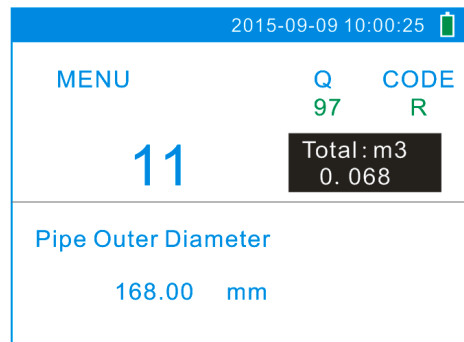 2015-09-09 10:00:25
MENU Q CODE
97 R
11
Total:m3
0.068
Pipe Outer Diameter
168.00 mm